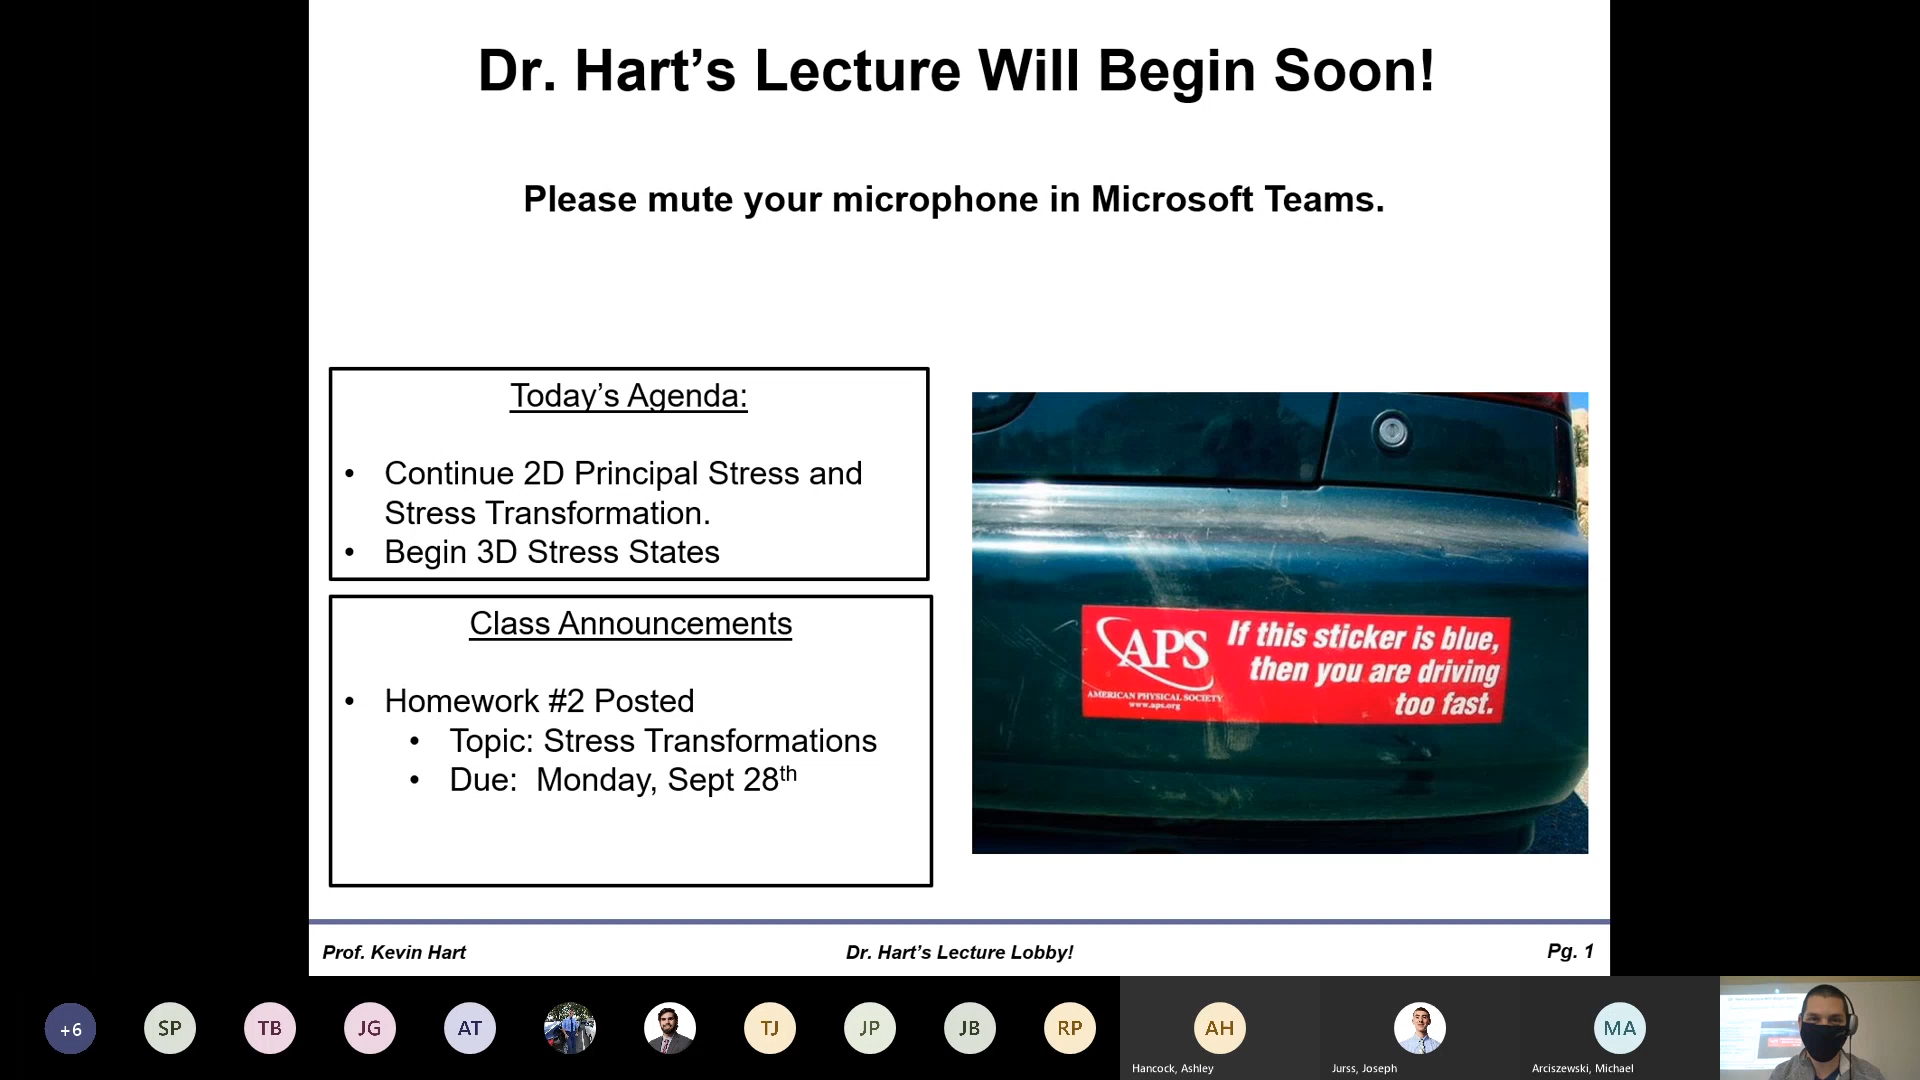 Dr. Hart’s Lecture Will Begin Soon!
Please mute your microphone in Microsoft Teams.
Today’s Agenda:
• Continue 2D Principal Stress and
Stress Transformation.
• Begin 3D Stress States
Class Announcements
• Homework #2 Posted
• Topic: Stress Transformations
• Due: Monday, Sept 28th
APS
AMERICAN PHYSICAL SOCIETY
www.aps.org
If this sticker is blue,
then you are driving
too fast.
Prof. Kevin Hart
Dr. Hart’s Lecture Lobby!
Pg. 1
+6
SP
TB
JG
AT
TJ
JP
JB
RP
AH
Hancock, Ashley
Jurss, Joseph
MA
Arciszewski, Michael